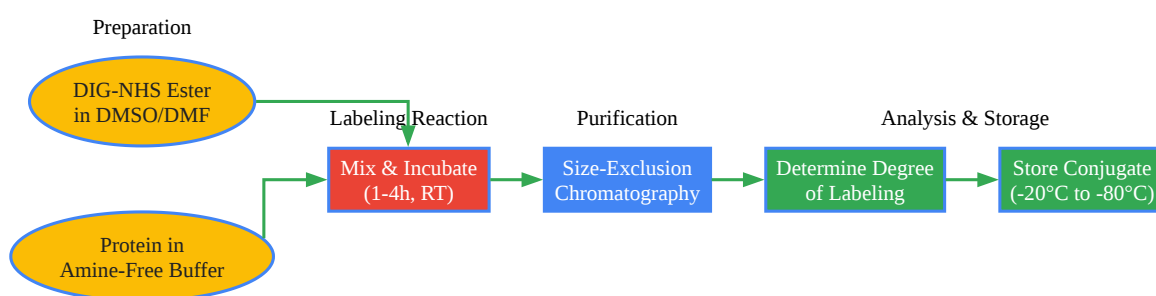 Preparation
DIG-NHS Ester
in DMSO/DMF
Labeling Reaction
Mix & Incubate
(1-4h, RT)
Purification
Size-Exclusion
Chromatography
Analysis & Storage
Determine Degree
of Labeling
Store Conjugate
(-20°C to -80°C)
Protein in
Amine-Free Buffer